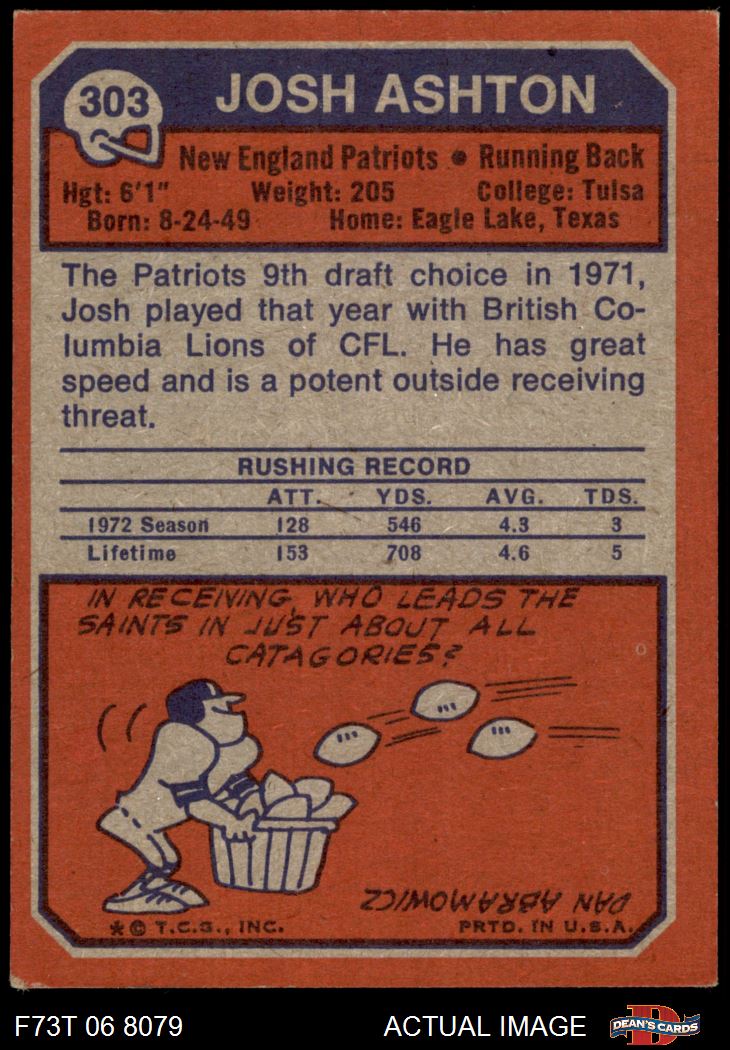 303
JOSH ASHTON
New England Patriots • Running Back
Hgt: 6'1" Weight: 205 College: Tulsa
Born: 8-24-49 Home: Eagle Lake, Texas
The Patriots 9th draft choice in 1971,
Josh played that year with British Co-
lumbia Lions of CFL. He has great
speed and is a potent outside receiving
threat.
RUSHING RECORD
ATT. YDS. AVG. TDS.
1972 Season 128 546 4.3 3
Lifetime 153 708 4.6 5
IN RECEIVING, WHO LEADS THE
SAINTS IN JUST ABOUT ALL
CATAGORIES?
DAN ABRAMOWICZ
*© T.C.G., INC. PRTD. IN U.S.A.
F73T 06 8079 ACTUAL IMAGE DEAN'S CARDS